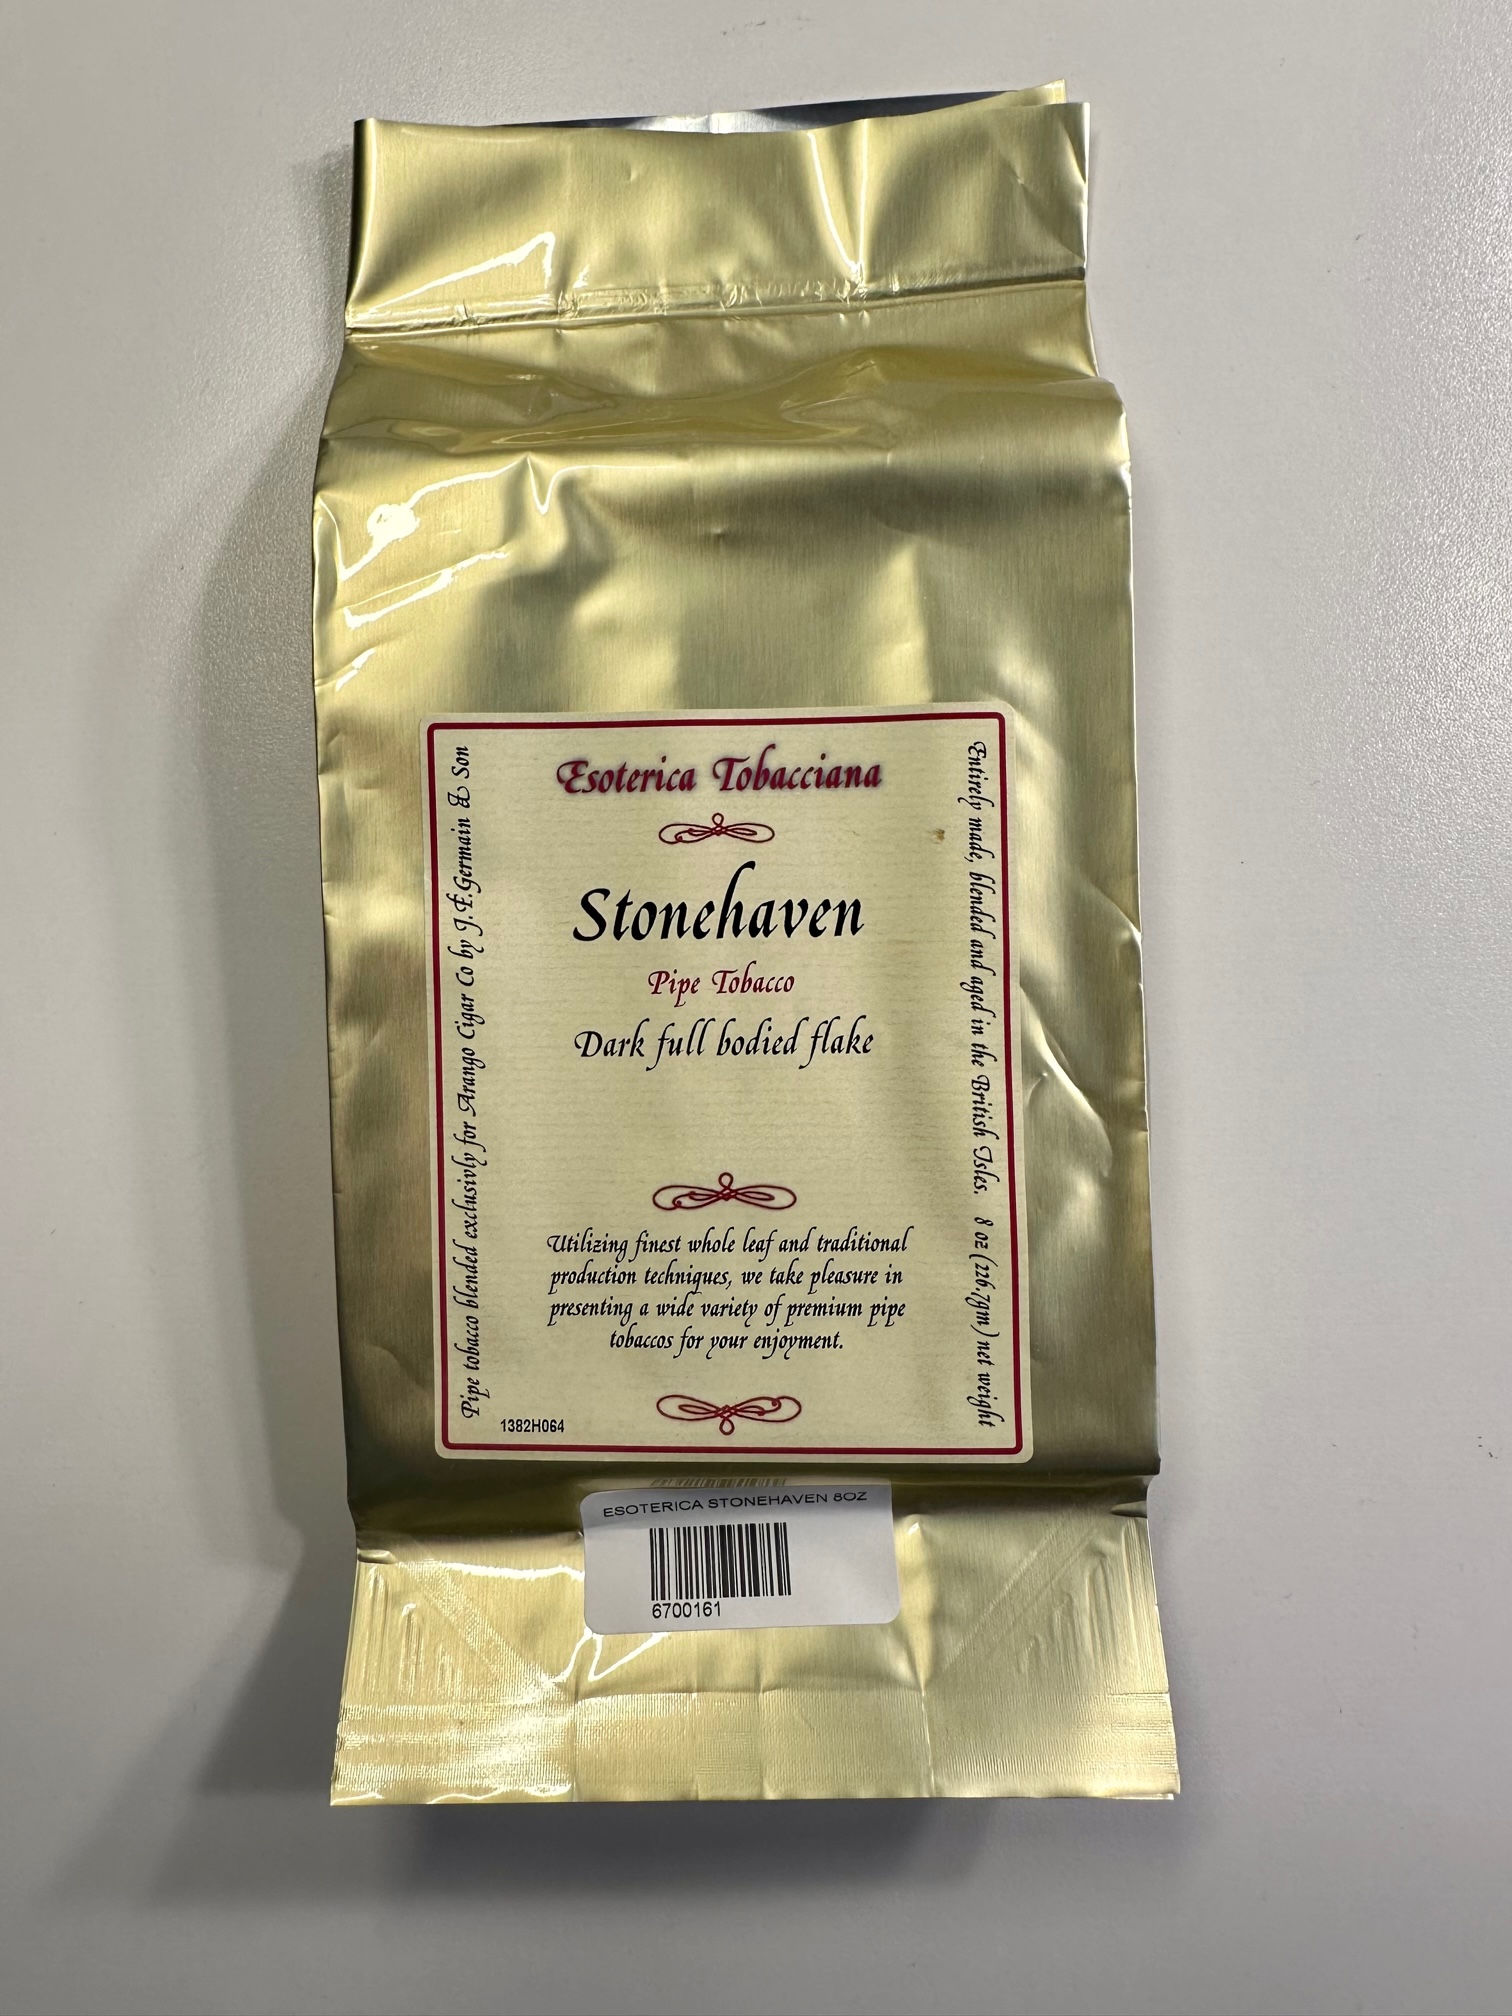 Esoterica Tobacciana
Stonehaven
Pipe Tobacco
Dark full bodied flake
Utilizing finest whole leaf and traditional
production techniques, we take pleasure in
presenting a wide variety of premium pipe
tobaccos for your enjoyment.
Pipe tobacco blended exclusivly for Arango Cigar Co by J.F.Germain & Son
Entirely made, blended and aged in the British Isles. 8 oz (226.7gm) net weight
1382H064
ESOTERICA STONEHAVEN 8OZ
6700161